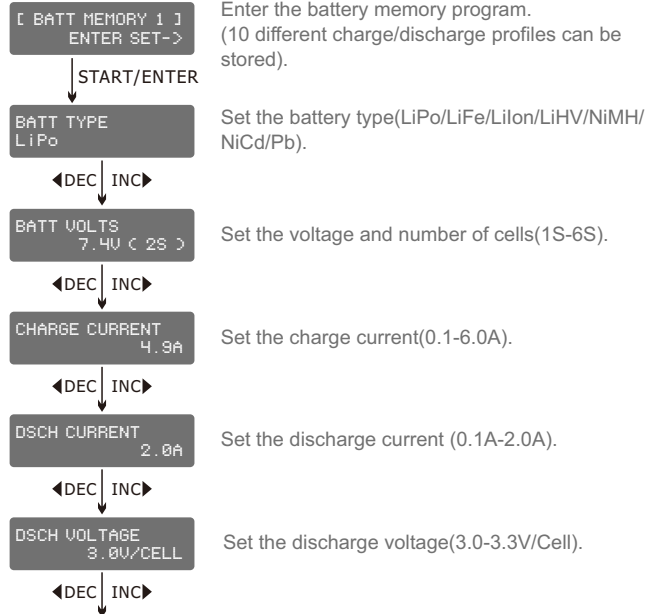 [ BATT MEMORY 1 ]
ENTER SET->
Enter the battery memory program.
(10 different charge/discharge profiles can be
stored).
START/ENTER
BATT TYPE
LiPo
Set the battery type(LiPo/LiFe/LiIon/LiHV/NiMH/
NiCd/Pb).
◀DEC INC▶
BATT VOLTS
7.4V ( 2S )
Set the voltage and number of cells(1S-6S).
◀DEC INC▶
CHARGE CURRENT
4.9A
Set the charge current(0.1-6.0A).
◀DEC INC▶
DSCH CURRENT
2.0A
Set the discharge current (0.1A-2.0A).
◀DEC INC▶
DSCH VOLTAGE
3.0V/CELL
Set the discharge voltage(3.0-3.3V/Cell).
◀DEC INC▶